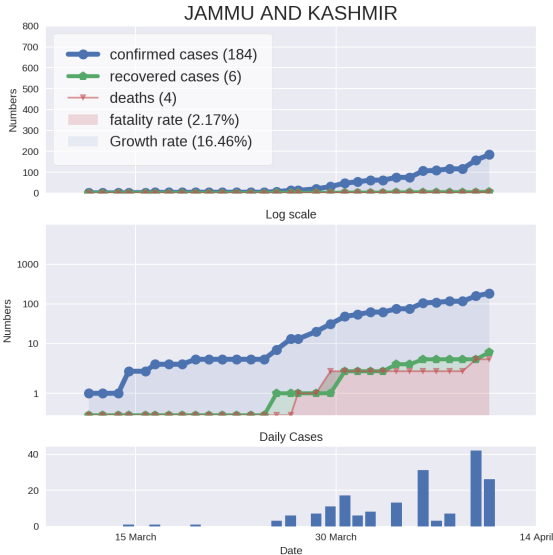 JAMMU AND KASHMIR
800
700
600
500
400
300
200
100
0
Numbers
confirmed cases (184)
recovered cases (6)
deaths (4)
fatality rate (2.17%)
Growth rate (16.46%)
Log scale
1000
100
10
1
Numbers
Daily Cases
40
20
0
15 March 30 March 14 April
Date